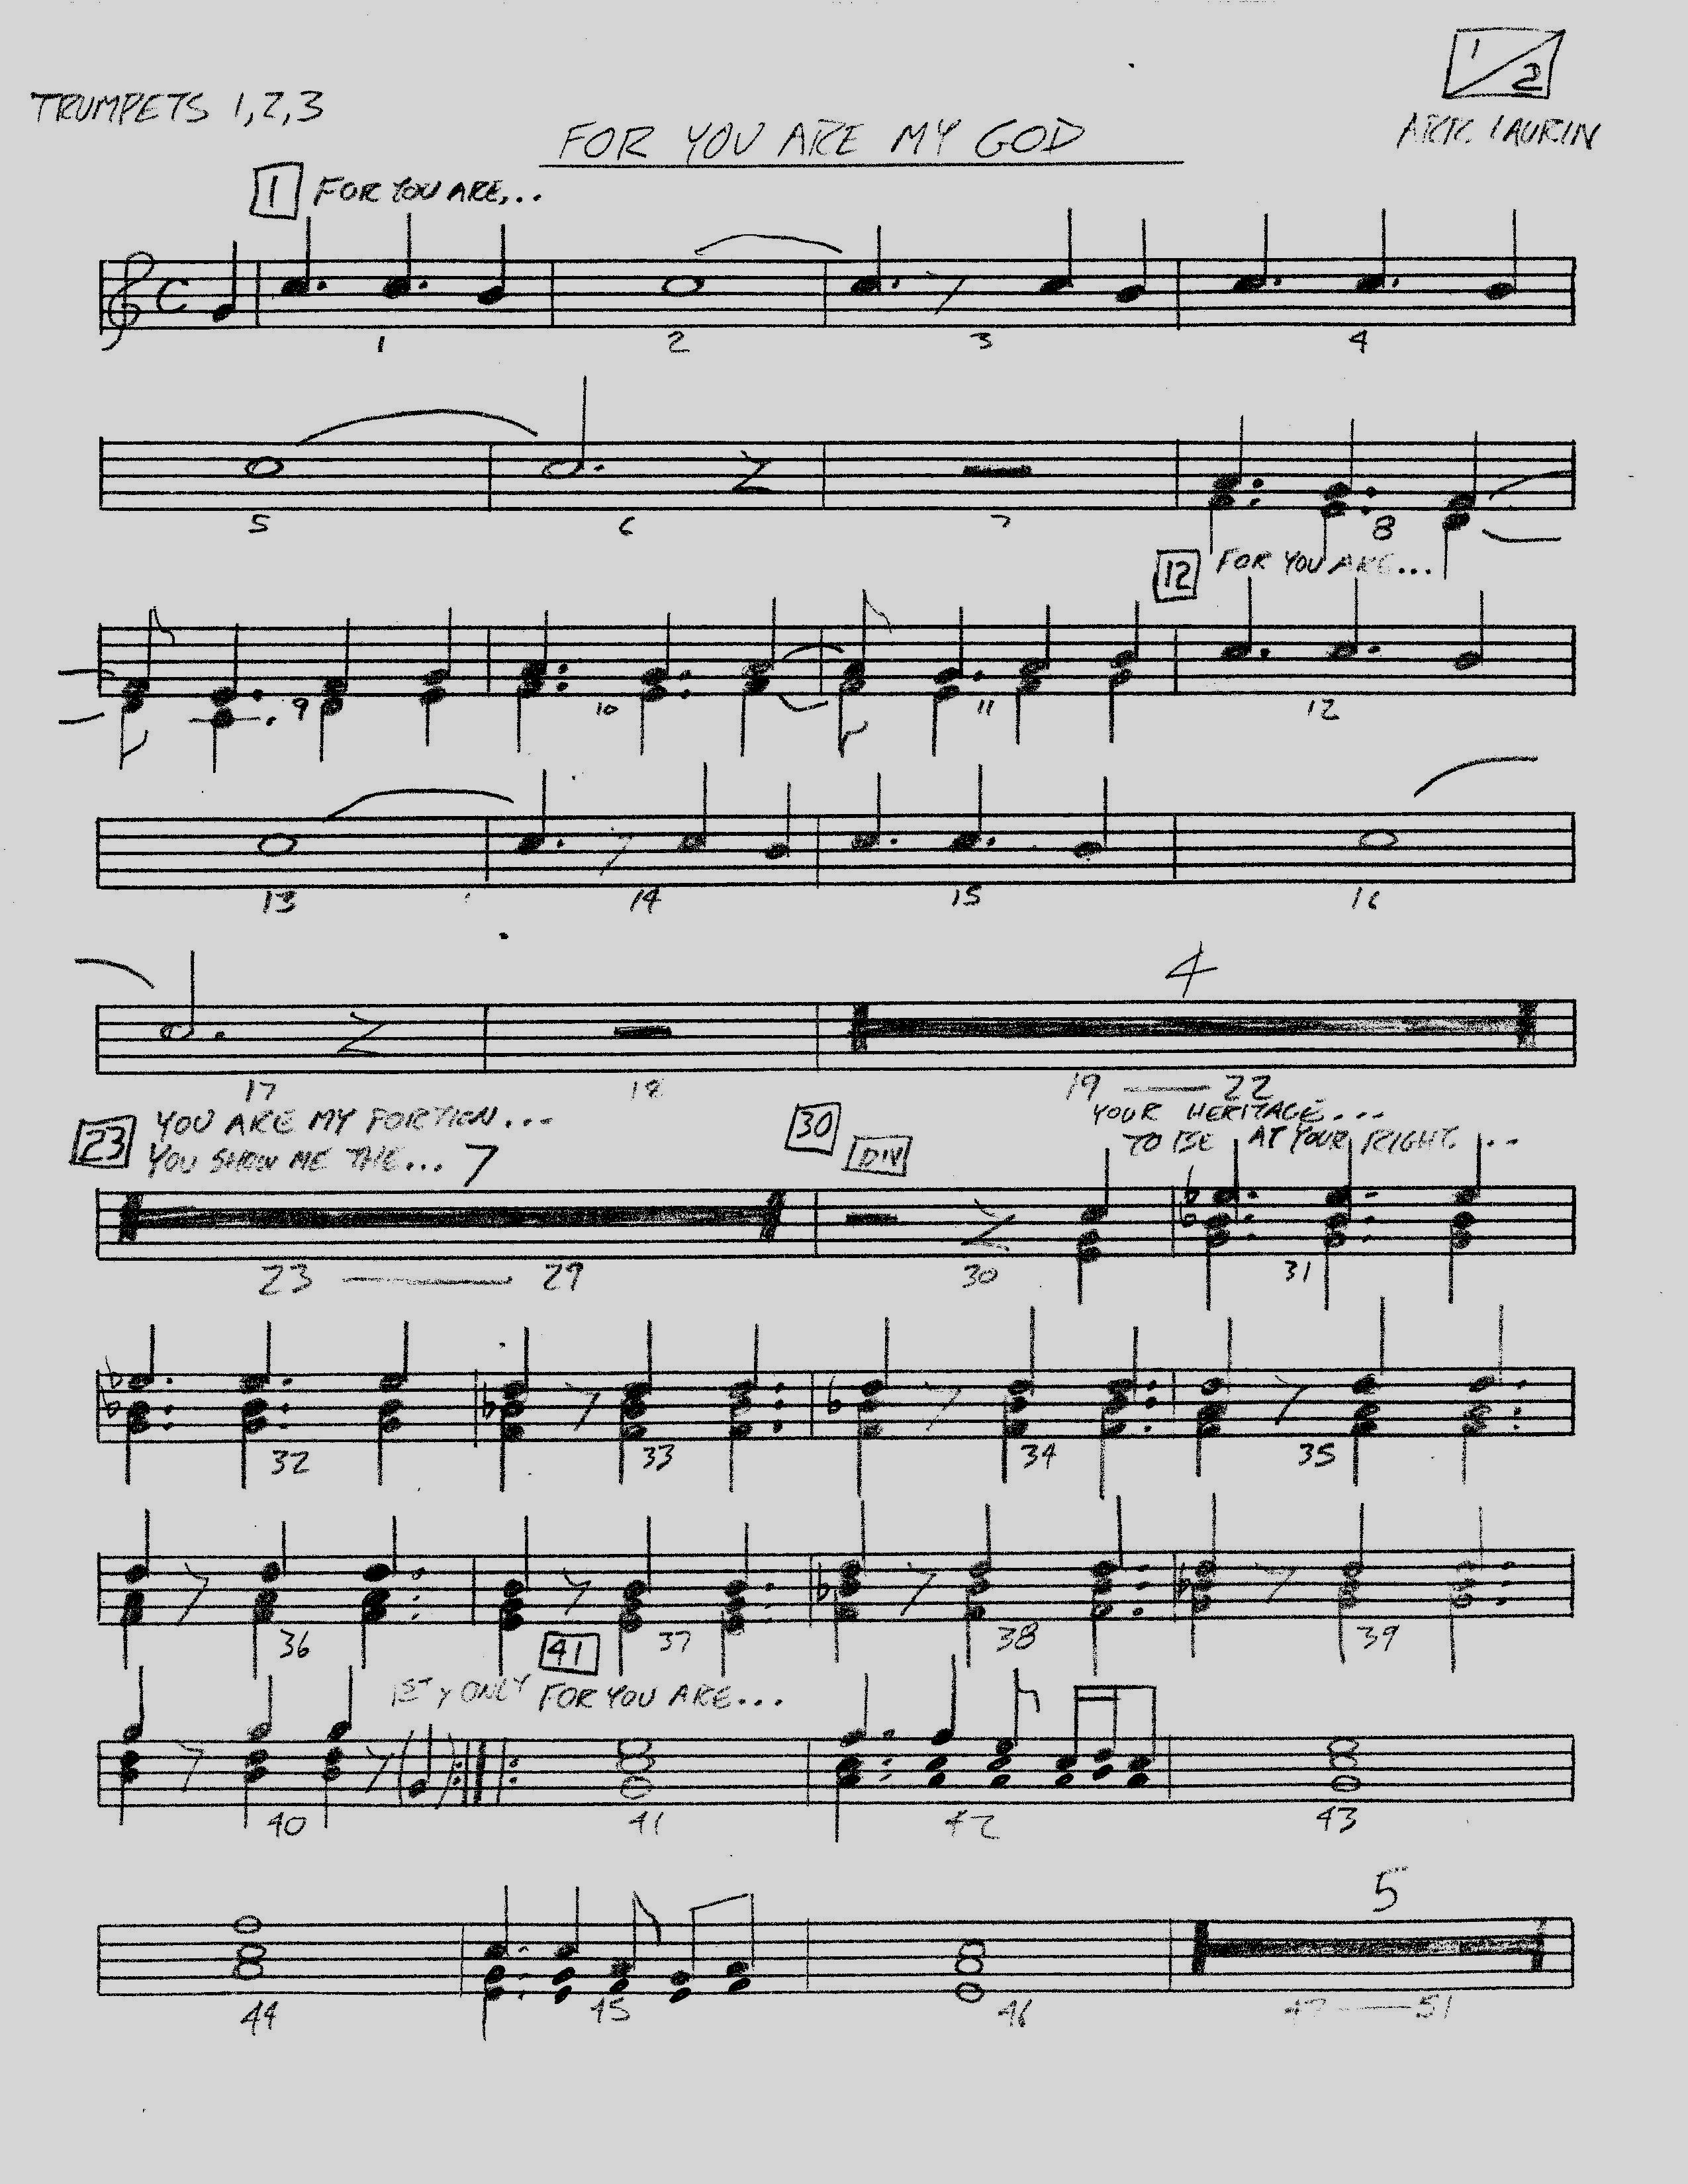 1/2
TRUMPETS 1,2,3
FOR YOU ARE MY GOD
ARR. LAURIN
1 FOR YOU ARE...
1 2 3 4
5 6 7 8
12 FOR YOU ARE...
9 10 11 12
13 14 15 16
4
17 18 19 — 22
23 YOU ARE MY PORTION...
YOU SHOW ME THE... 7
30 DIV
YOUR HERITAGE...
TO BE AT YOUR RIGHT...
23 — 29 30 31
32 33 34 35
36 37 38 39
41
1ST X ONLY FOR YOU ARE...
40 41 42 43
5
44 45 46 47 — 51